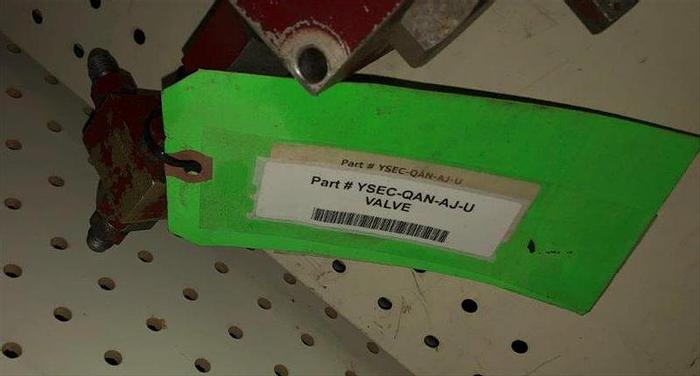 Part # YSEC-QAN-AJ-U
Part # YSEC-QAN-AJ-U
VALVE